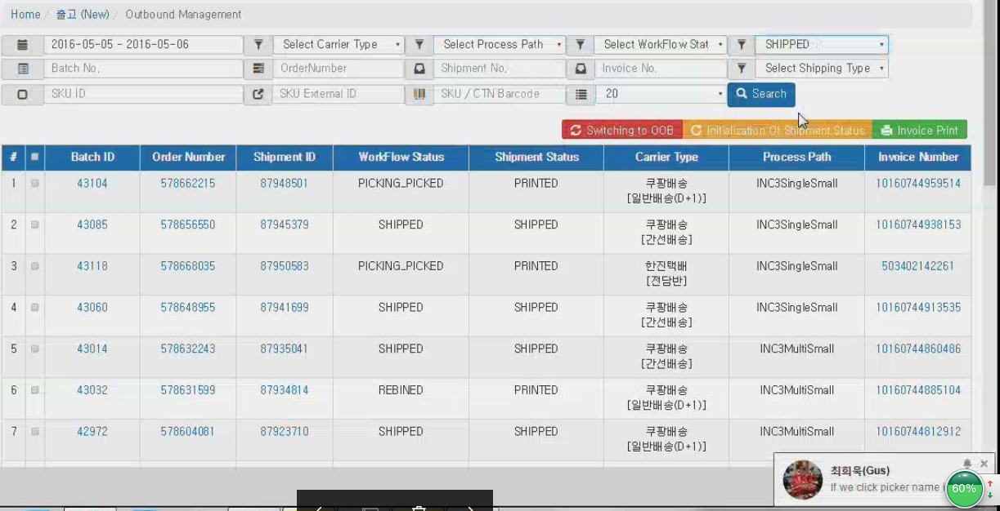 Home / 출고 (New) / Outbound Management
2016-05-05 - 2016-05-06 Select Carrier Type Select Process Path Select WorkFlow Stat SHIPPED
Batch No. OrderNumber Shipment No. Invoice No. Select Shipping Type
SKU ID SKU External ID SKU / CTN Barcode 20 Search
Switching to OOB Initialization Of Shipment Status Invoice Print
# Batch ID Order Number Shipment ID WorkFlow Status Shipment Status Carrier Type Process Path Invoice Number
1 43104 578662215 87948501 PICKING_PICKED PRINTED 쿠팡배송 INC3SingleSmall 10160744959514
[일반배송(D+1)]
2 43085 578656550 87945379 SHIPPED SHIPPED 쿠팡배송 INC3SingleSmall 10160744938153
[간선배송]
3 43118 578668035 87950583 PICKING_PICKED PRINTED 한진택배 INC3SingleSmall 503402142261
[전담반]
4 43060 578648955 87941699 SHIPPED SHIPPED 쿠팡배송 INC3SingleSmall 10160744913535
[간선배송]
5 43014 578632243 87935041 SHIPPED SHIPPED 쿠팡배송 INC3MultiSmall 10160744860486
[간선배송]
6 43032 578631599 87934814 REBINED PRINTED 쿠팡배송 INC3MultiSmall 10160744885104
[일반배송(D+1)]
7 42972 578604081 87923710 SHIPPED SHIPPED 쿠팡배송 INC3MultiSmall 10160744812912
[일반배송(D+1)]
최희욱(Gus)
If we click picker name
60%